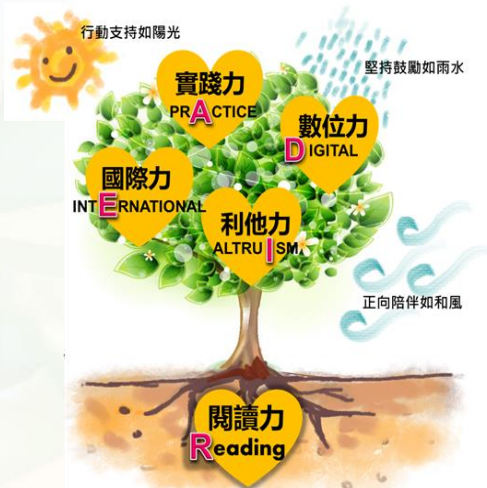 行動支持如陽光
堅持鼓勵如雨水
實踐力
PRACTICE
數位力
DIGITAL
國際力
INTERNATIONAL
利他力
ALTRUISM
正向陪伴如和風
閱讀力
Reading